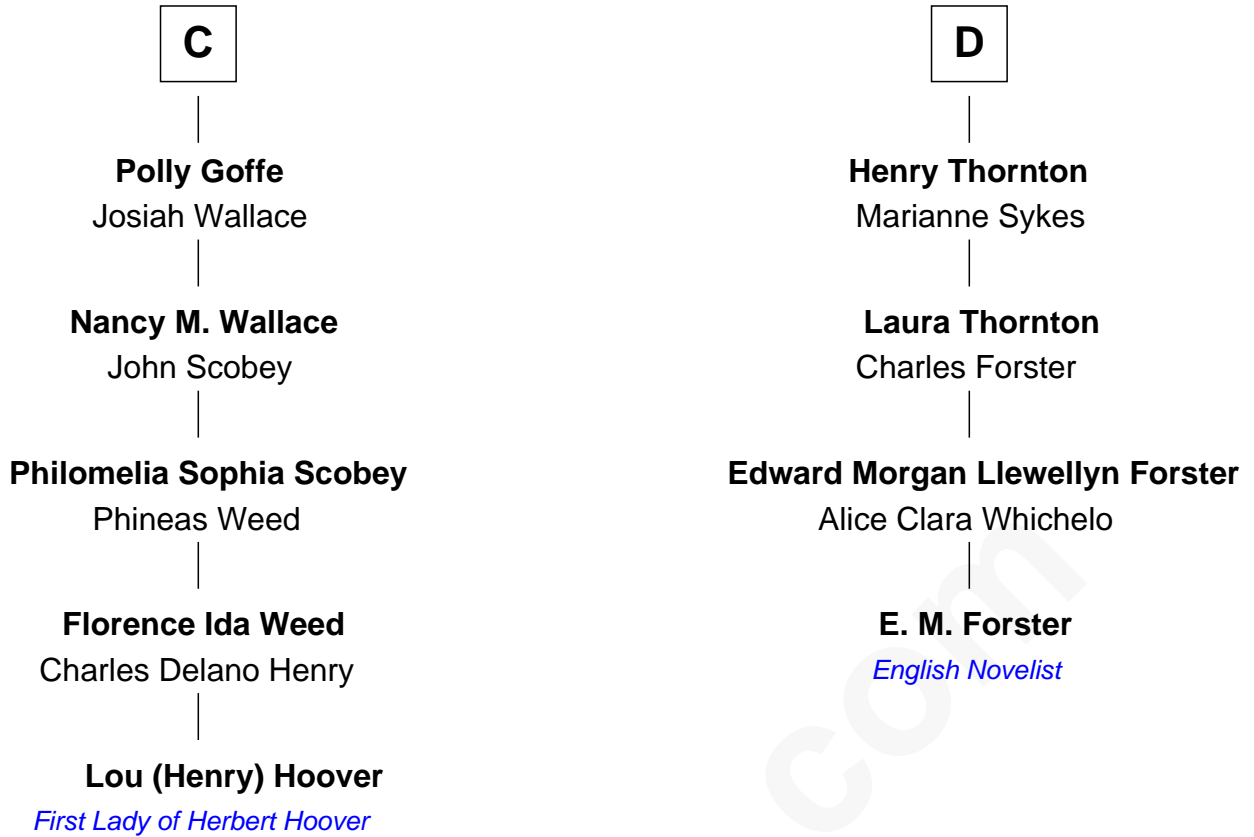 C
Polly Goffe
Josiah Wallace
Nancy M. Wallace
John Scobey
Philomelia Sophia Scobey
Phineas Weed
Florence Ida Weed
Charles Delano Henry
Lou (Henry) Hoover
First Lady of Herbert Hoover
D
Henry Thornton
Marianne Sykes
Laura Thornton
Charles Forster
Edward Morgan Llewellyn Forster
Alice Clara Whichelo
E. M. Forster
English Novelist
com